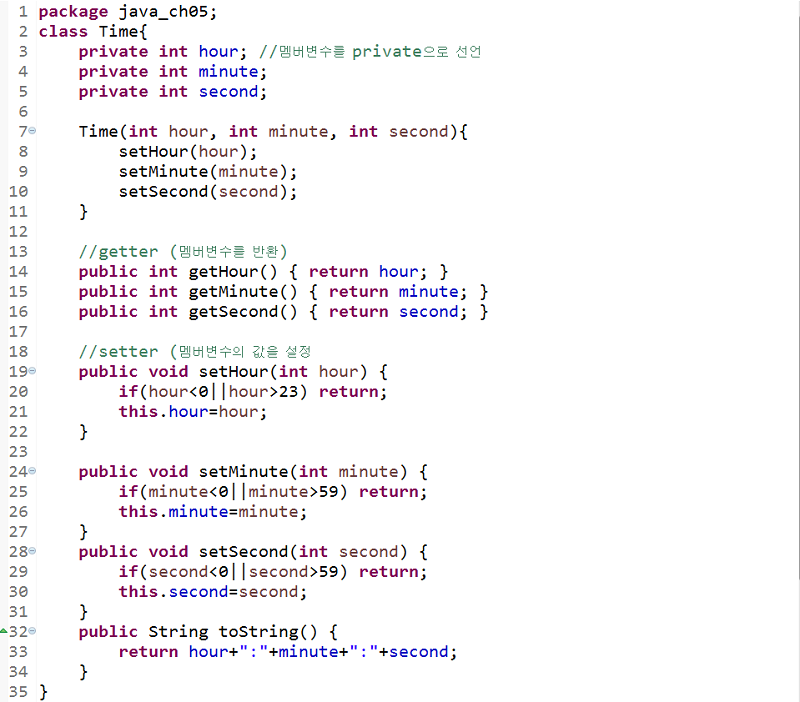 1 package java_ch05;
2 class Time{
3     private int hour; //멤버변수를 private으로 선언
4     private int minute;
5     private int second;
6
7     Time(int hour, int minute, int second){
8         setHour(hour);
9         setMinute(minute);
10         setSecond(second);
11     }
12
13     //getter (멤버변수를 반환)
14     public int getHour() { return hour; }
15     public int getMinute() { return minute; }
16     public int getSecond() { return second; }
17
18     //setter (멤버변수의 값을 설정
19     public void setHour(int hour) {
20         if(hour<0||hour>23) return;
21         this.hour=hour;
22     }
23
24     public void setMinute(int minute) {
25         if(minute<0||minute>59) return;
26         this.minute=minute;
27     }
28     public void setSecond(int second) {
29         if(second<0||second>59) return;
30         this.second=second;
31     }
32     public String toString() {
33         return hour+":"+minute+":"+second;
34     }
35 }